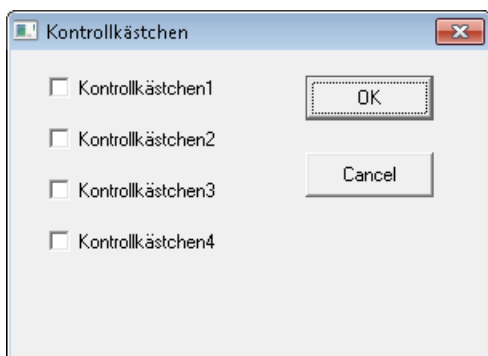 Kontrollkästchen
Kontrollkästchen1
OK
Kontrollkästchen2
Cancel
Kontrollkästchen3
Kontrollkästchen4